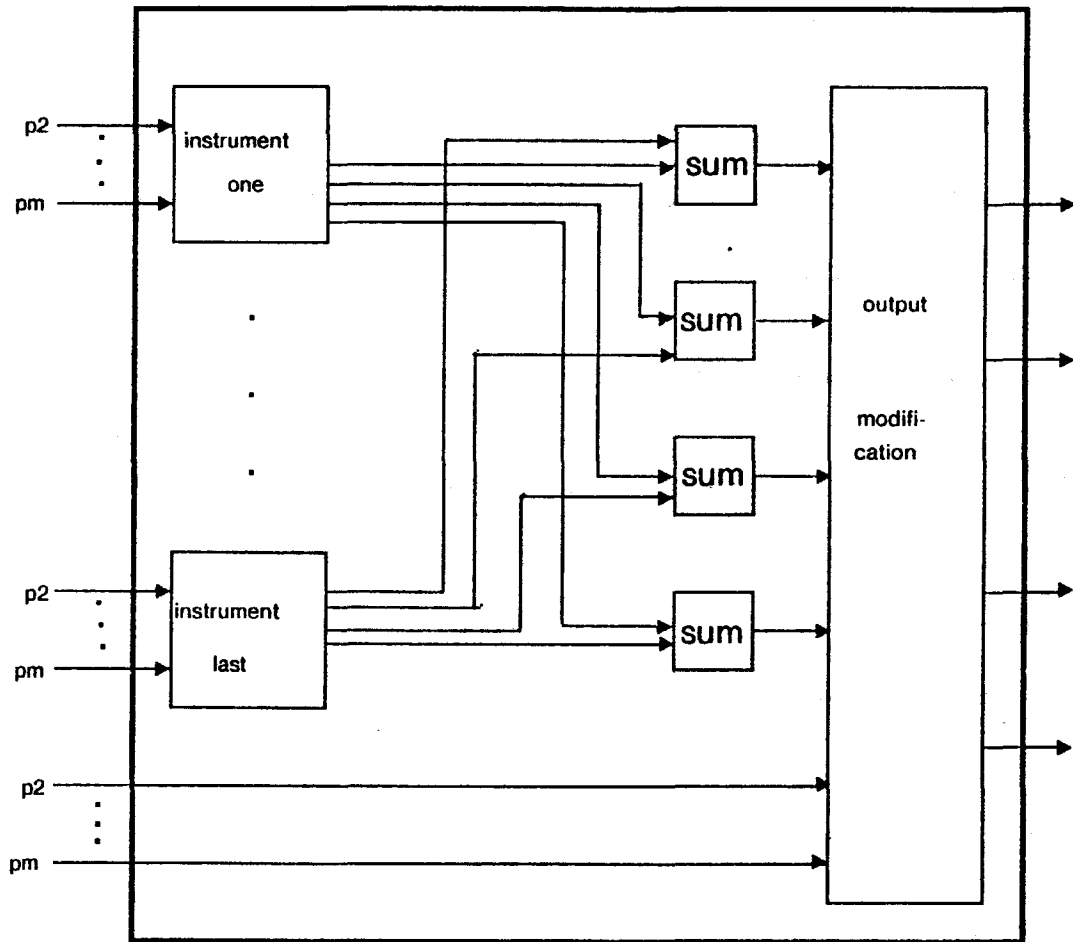 p2
pm
instrument
one
sum
sum
output
modifi-
cation
sum
p2
pm
instrument
last
sum
p2
pm